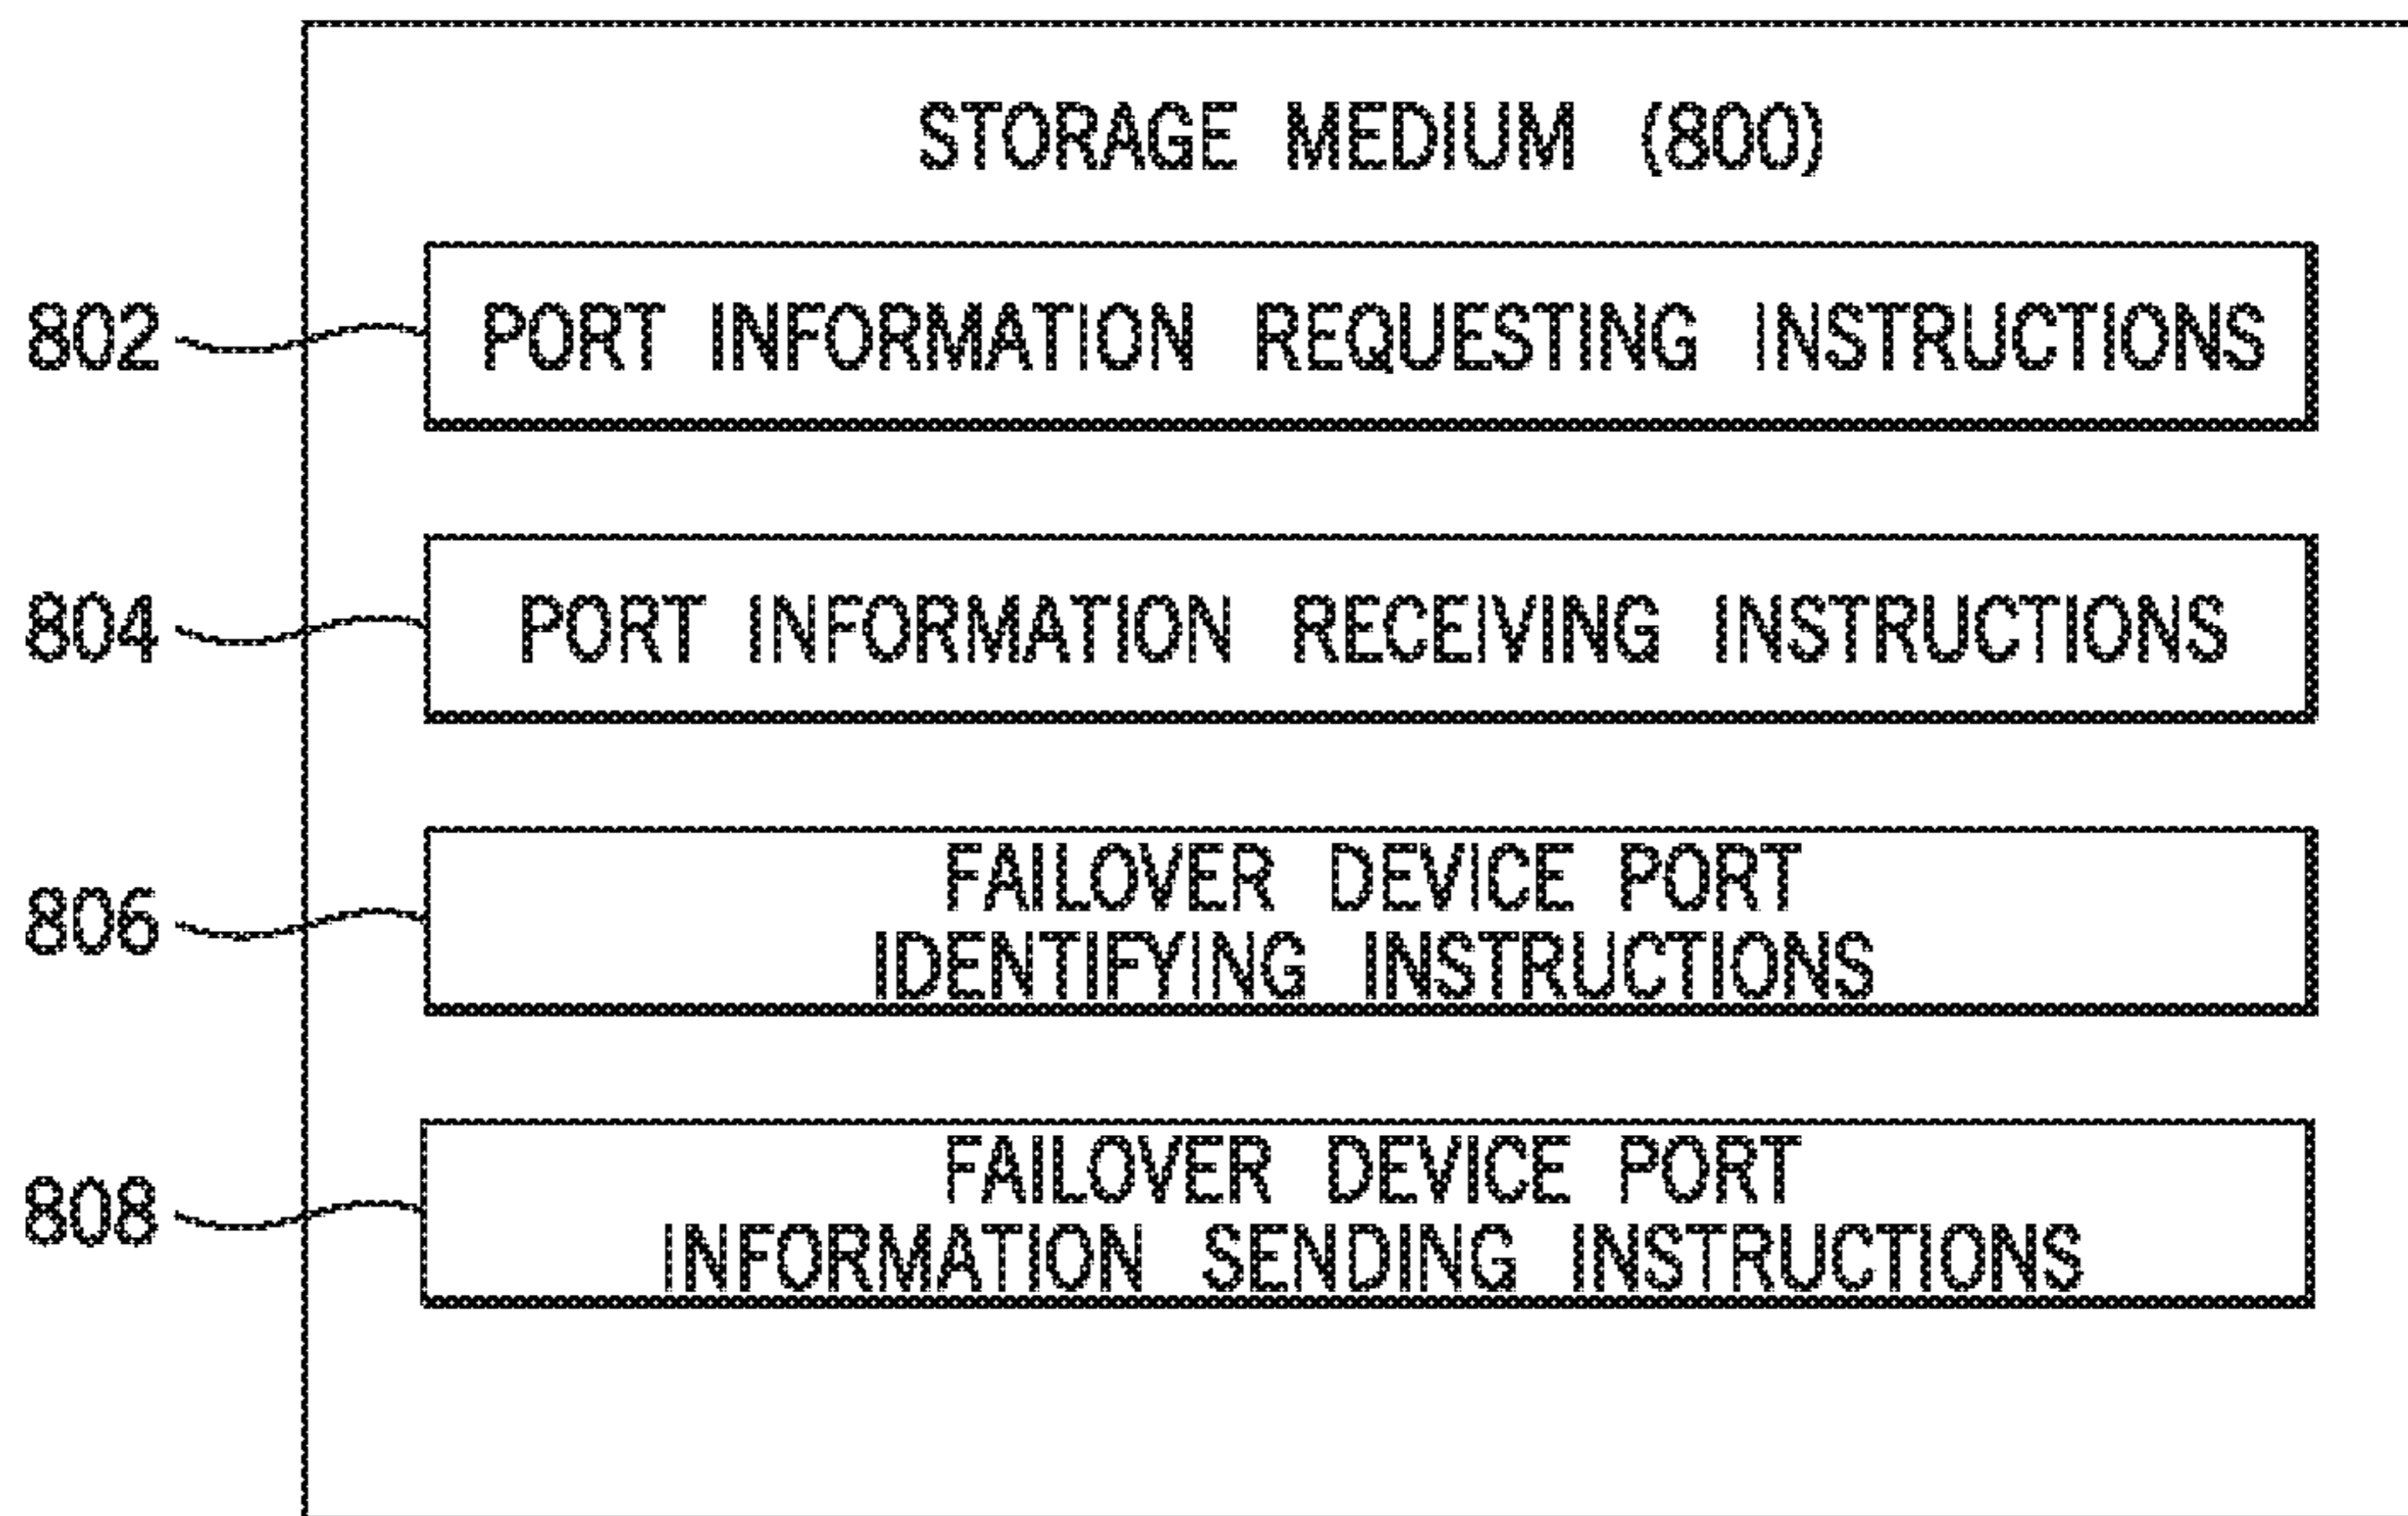 STORAGE MEDIUM (800)
802 PORT INFORMATION REQUESTING INSTRUCTIONS
804 PORT INFORMATION RECEIVING INSTRUCTIONS
806 FAILOVER DEVICE PORT
IDENTIFYING INSTRUCTIONS
808 FAILOVER DEVICE PORT
INFORMATION SENDING INSTRUCTIONS